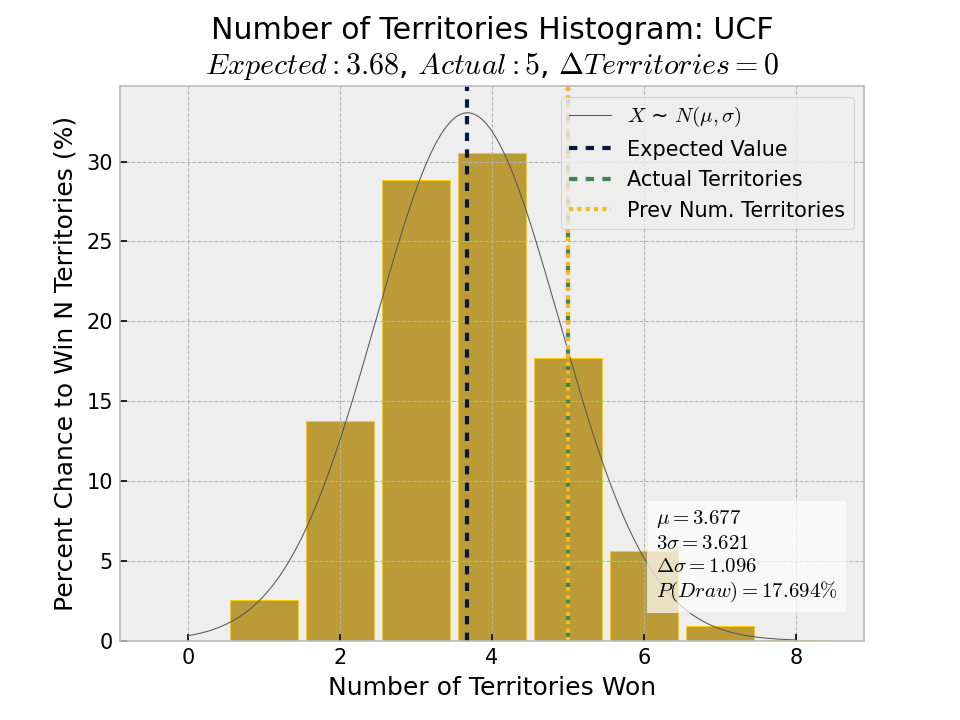 Number of Territories Histogram: UCF
Expected : 3.68, Actual : 5, ΔTerritories = 0
Percent Chance to Win N Territories (%)
30
25
20
15
10
5
0
X ∼ N(μ, σ)
Expected Value
Actual Territories
Prev Num. Territories
μ = 3.677
3σ = 3.621
Δσ = 1.096
P(Draw) = 17.694%
0 2 4 6 8
Number of Territories Won